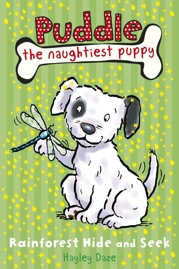 Puddle
the naughtiest puppy
Rainforest Hide and Seek
Hayley Daze